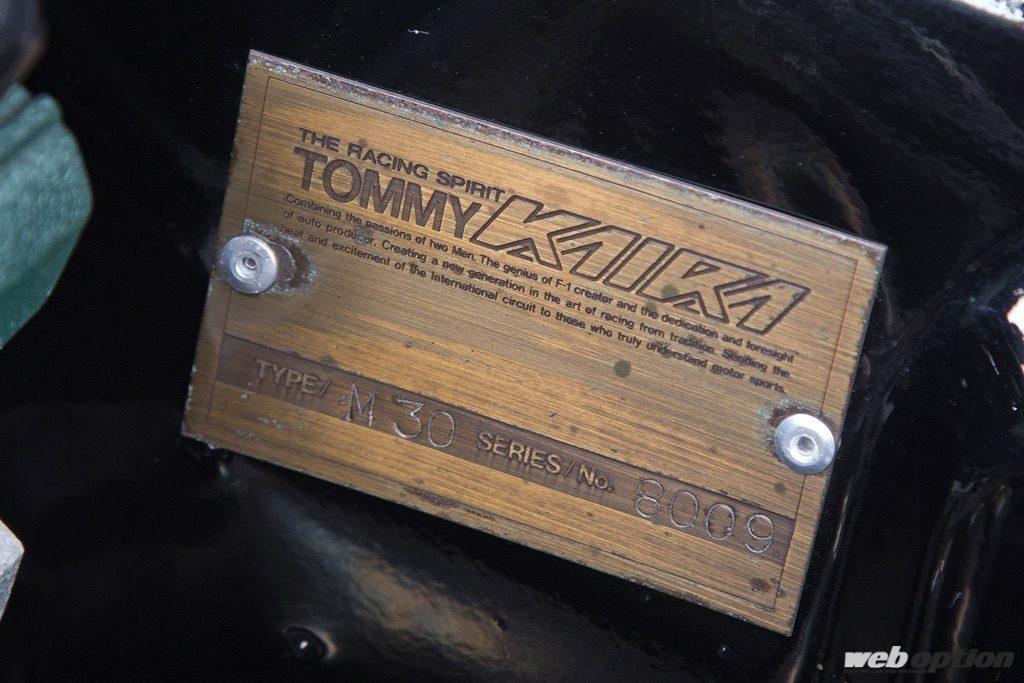 THE RACING SPIRIT
TOMMYKAIRA
Combining the passions of two Men. The genius of F-1 creator and the dedication and foresight
of auto producer. Creating a new generation in the art of racing from tradition. Sending the
heat and excitement of the International circuit to those who truly understand motor sports.
TYPE/ M30 SERIES/No. 8009
web option